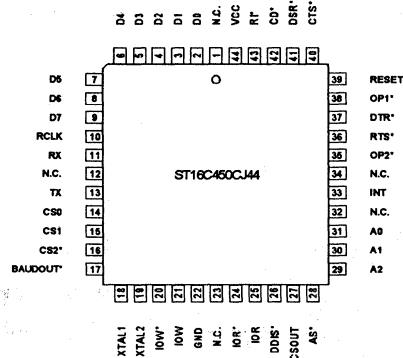 D4 D3 D2 D1 D0 N.C. VCC RI* CD* DSR* CTS*
6 5 4 3 2 1 44 43 42 41 40
D5 7 39 RESET
D6 8 38 OP1*
D7 9 37 DTR*
RCLK 10 36 RTS*
RX 11 35 OP2*
N.C. 12 34 N.C.
ST16C450CJ44
TX 13 33 INT
CS0 14 32 N.C.
CS1 15 31 A0
CS2* 16 30 A1
BAUDOUT* 17 29 A2
18 19 20 21 22 23 24 25 26 27 28
XTAL1 XTAL2 IOW* IOW GND N.C. IOR* IOR DDIS* CSOUT AS*